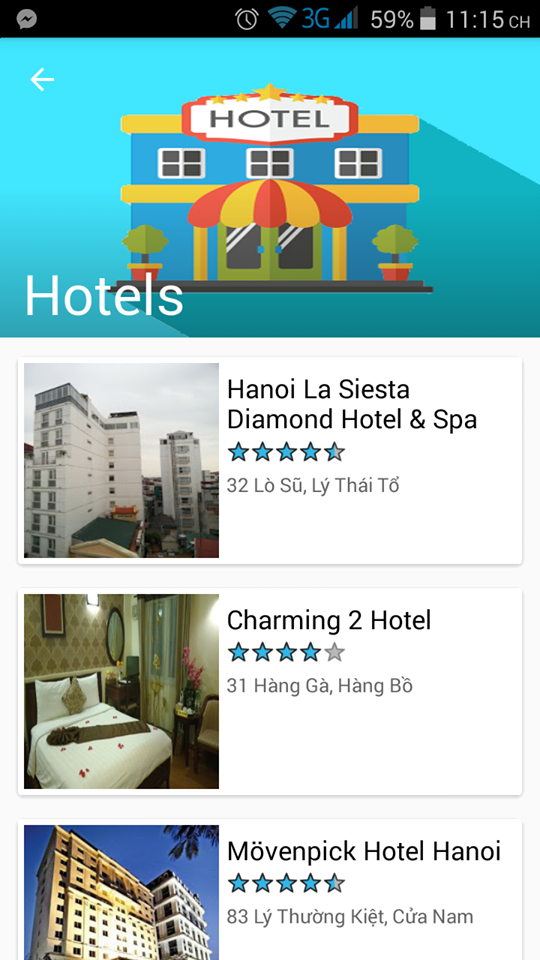 3G 59% 11:15 CH
HOTEL
Hotels
Hanoi La Siesta
Diamond Hotel & Spa
32 Lò Sũ, Lý Thái Tổ
Charming 2 Hotel
31 Hàng Gà, Hàng Bồ
Mövenpick Hotel Hanoi
83 Lý Thường Kiệt, Cửa Nam